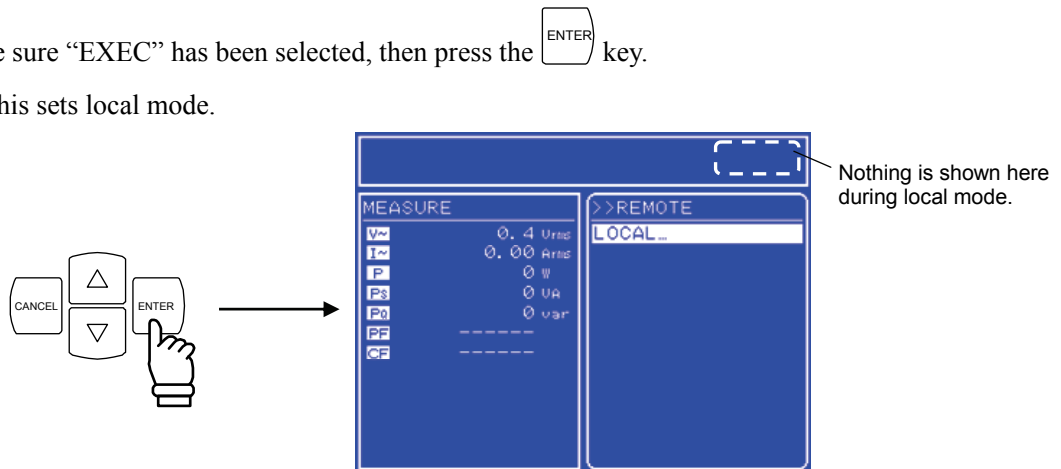 e sure “EXEC” has been selected, then press the ENTER key.
his sets local mode.
Nothing is shown here
during local mode.
MEASURE
V~ 0.4 Vrms
I~ 0.00 Arms
P 0 W
PS 0 VA
PQ 0 var
PF ------
CF ------
>>REMOTE
LOCAL…
CANCEL
ENTER